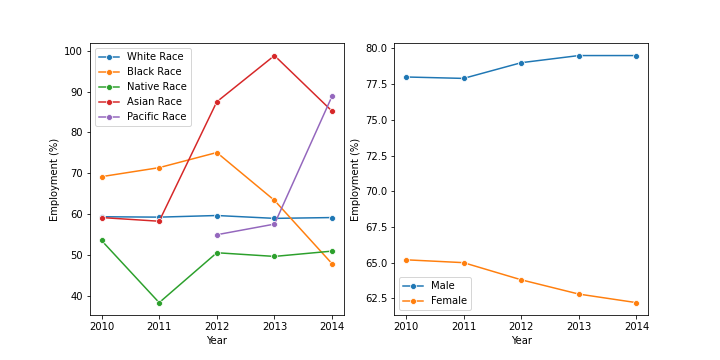 White Race
Black Race
Native Race
Asian Race
Pacific Race
100
90
80
70
60
50
40
Employment (%)
2010 2011 2012 2013 2014
Year
80.0
77.5
75.0
72.5
70.0
67.5
65.0
62.5
Employment (%)
Male
Female
2010 2011 2012 2013 2014
Year